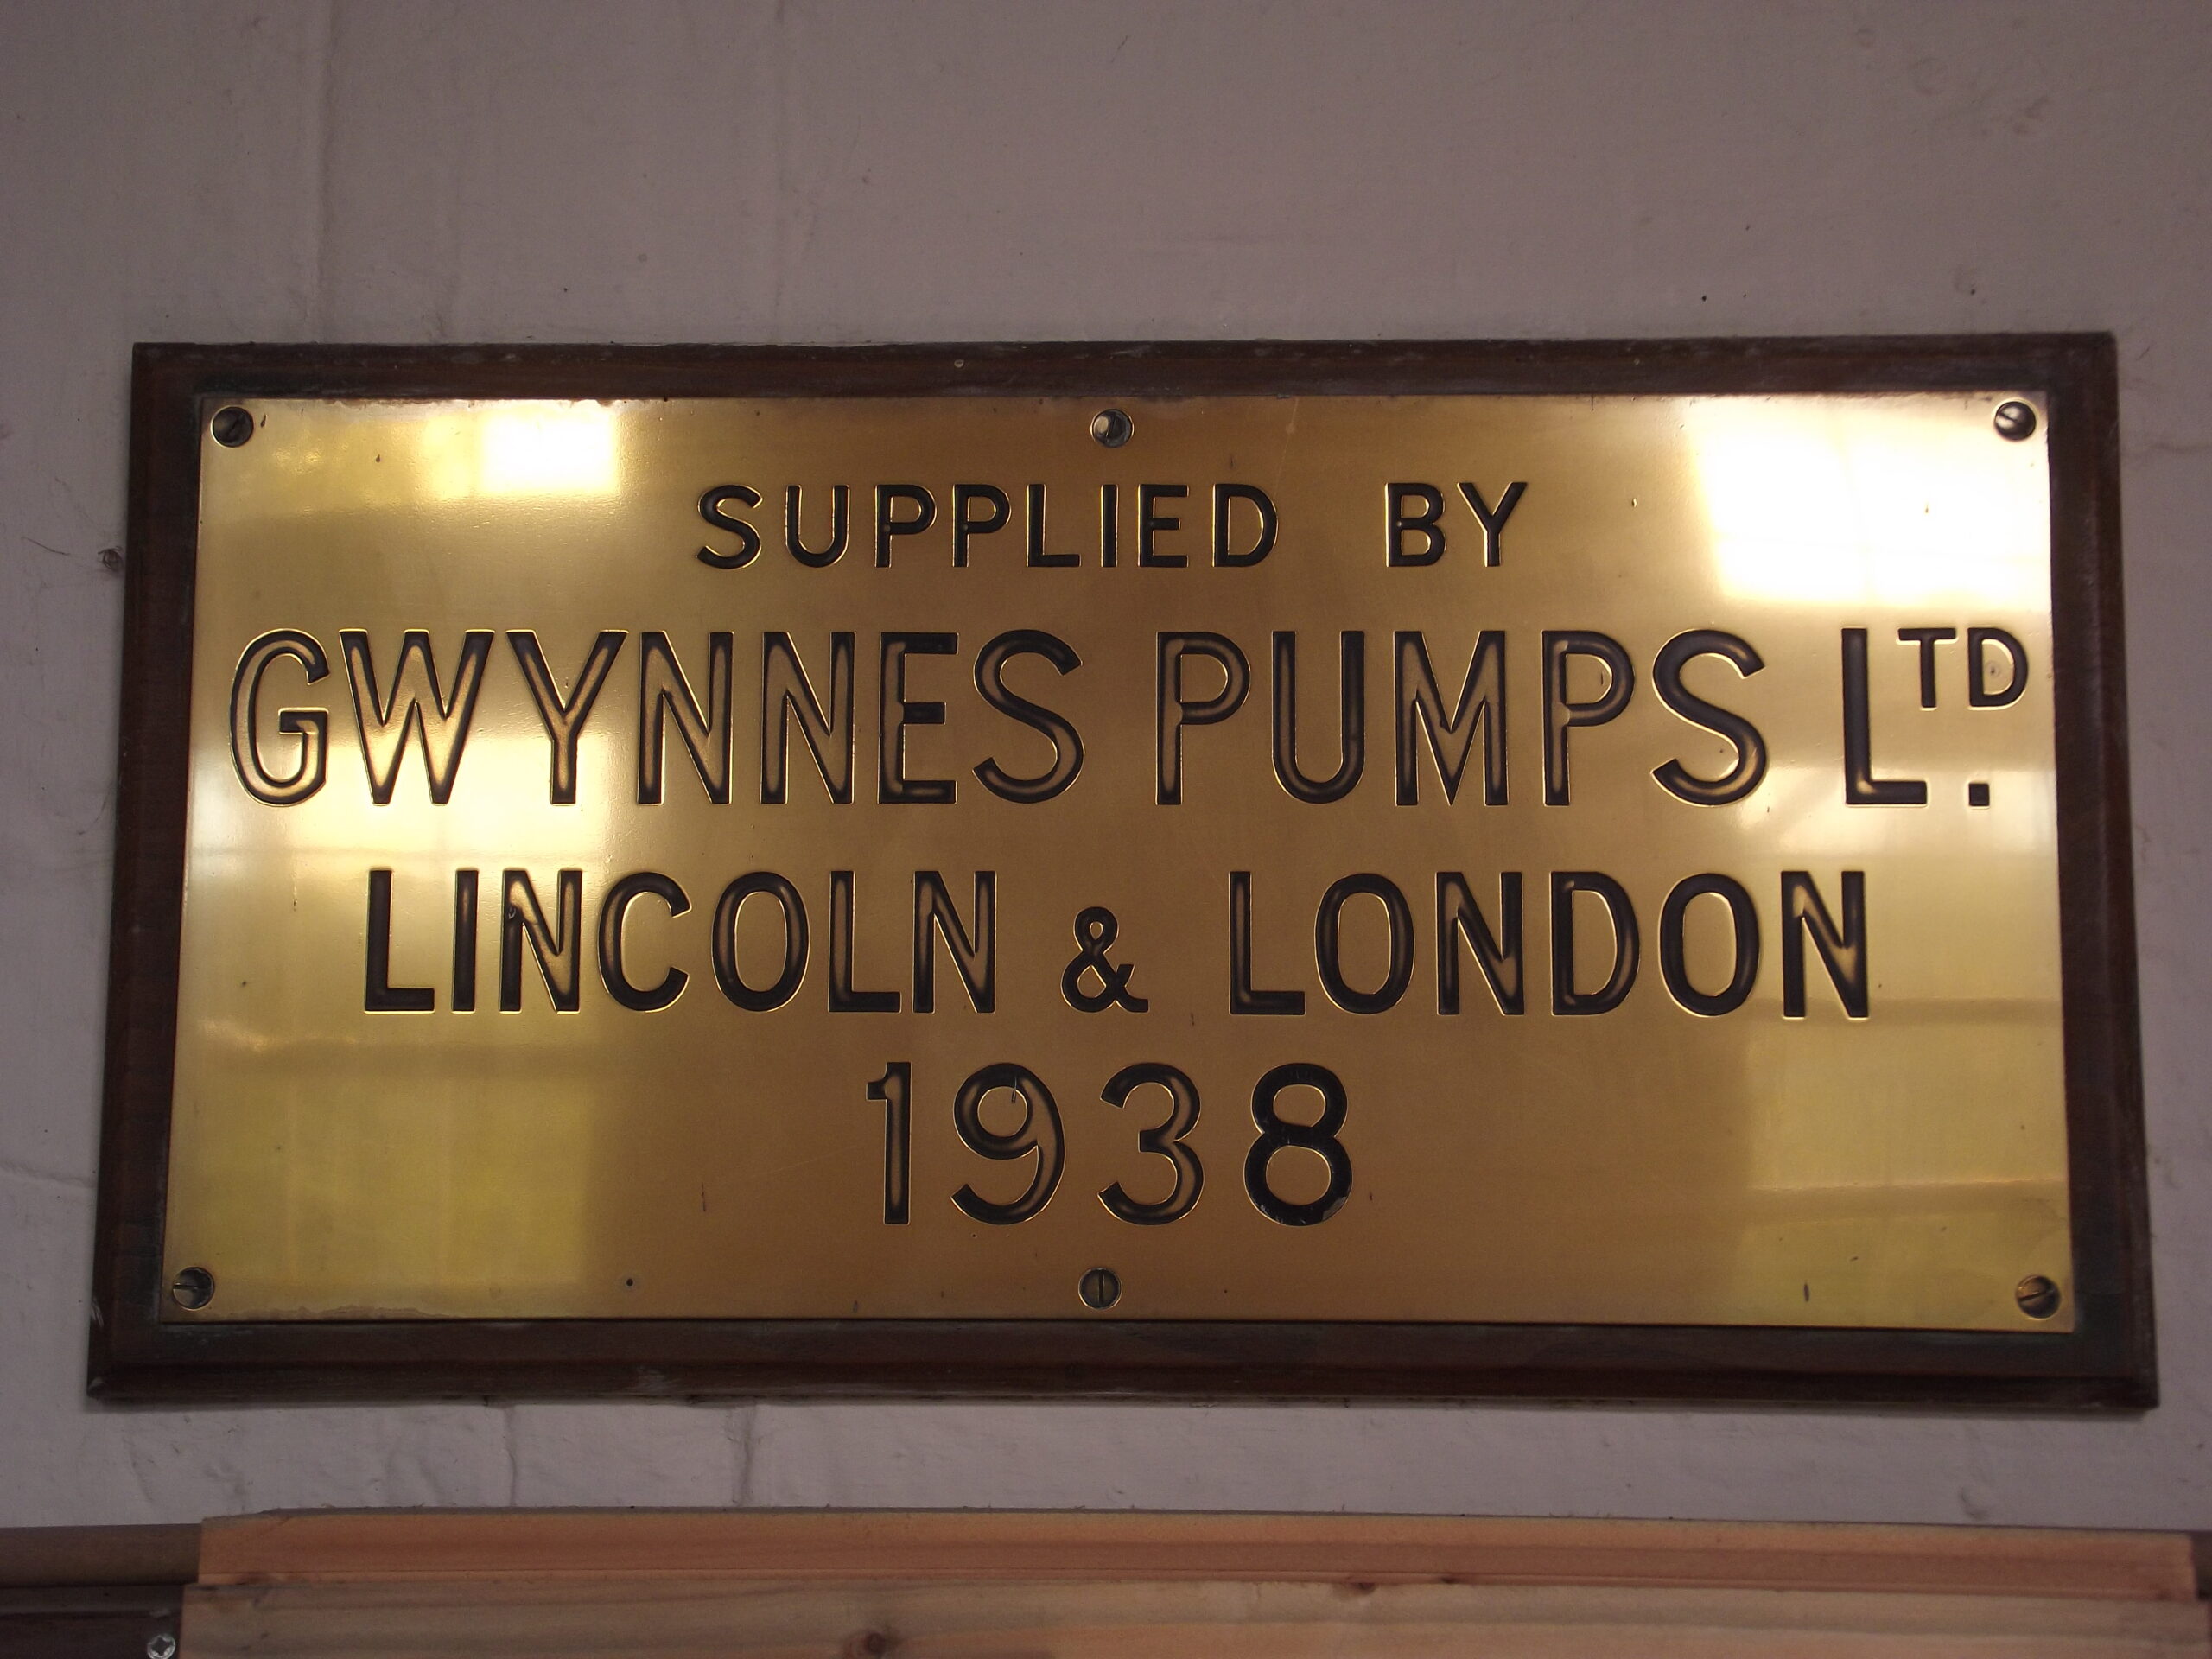 SUPPLIED BY
GWYNNES PUMPS LTD.
LINCOLN & LONDON
1938